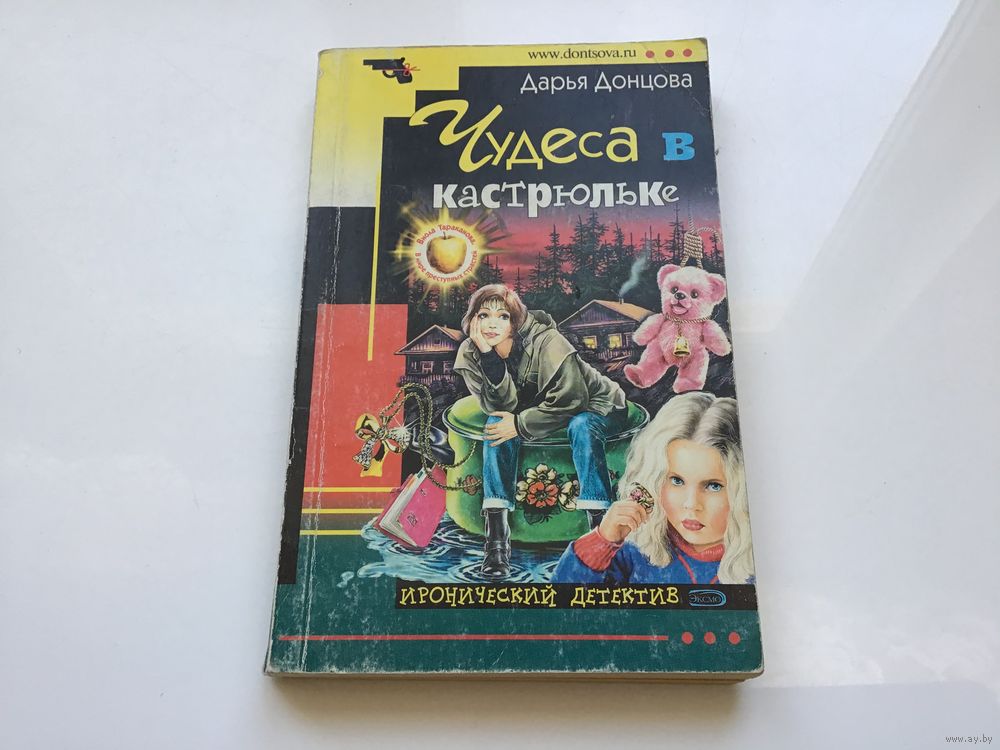 www.dontsova.ru
Дарья Донцова
Чудеса в
кастрюльке
Виола Тараканова.
В мире преступных страстей
ИРОНИЧЕСКИЙ ДЕТЕКТИВ
ЭКСМО
www.ay.by